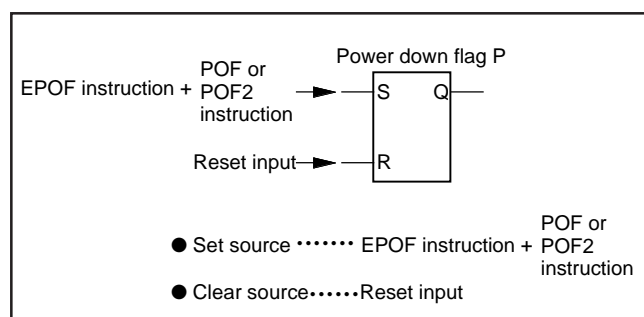 Power down flag P
EPOF instruction + POF or
POF2
instruction
S Q
Reset input
R
● Set source ••••••• EPOF instruction + POF or
POF2
instruction
● Clear source •••••• Reset input